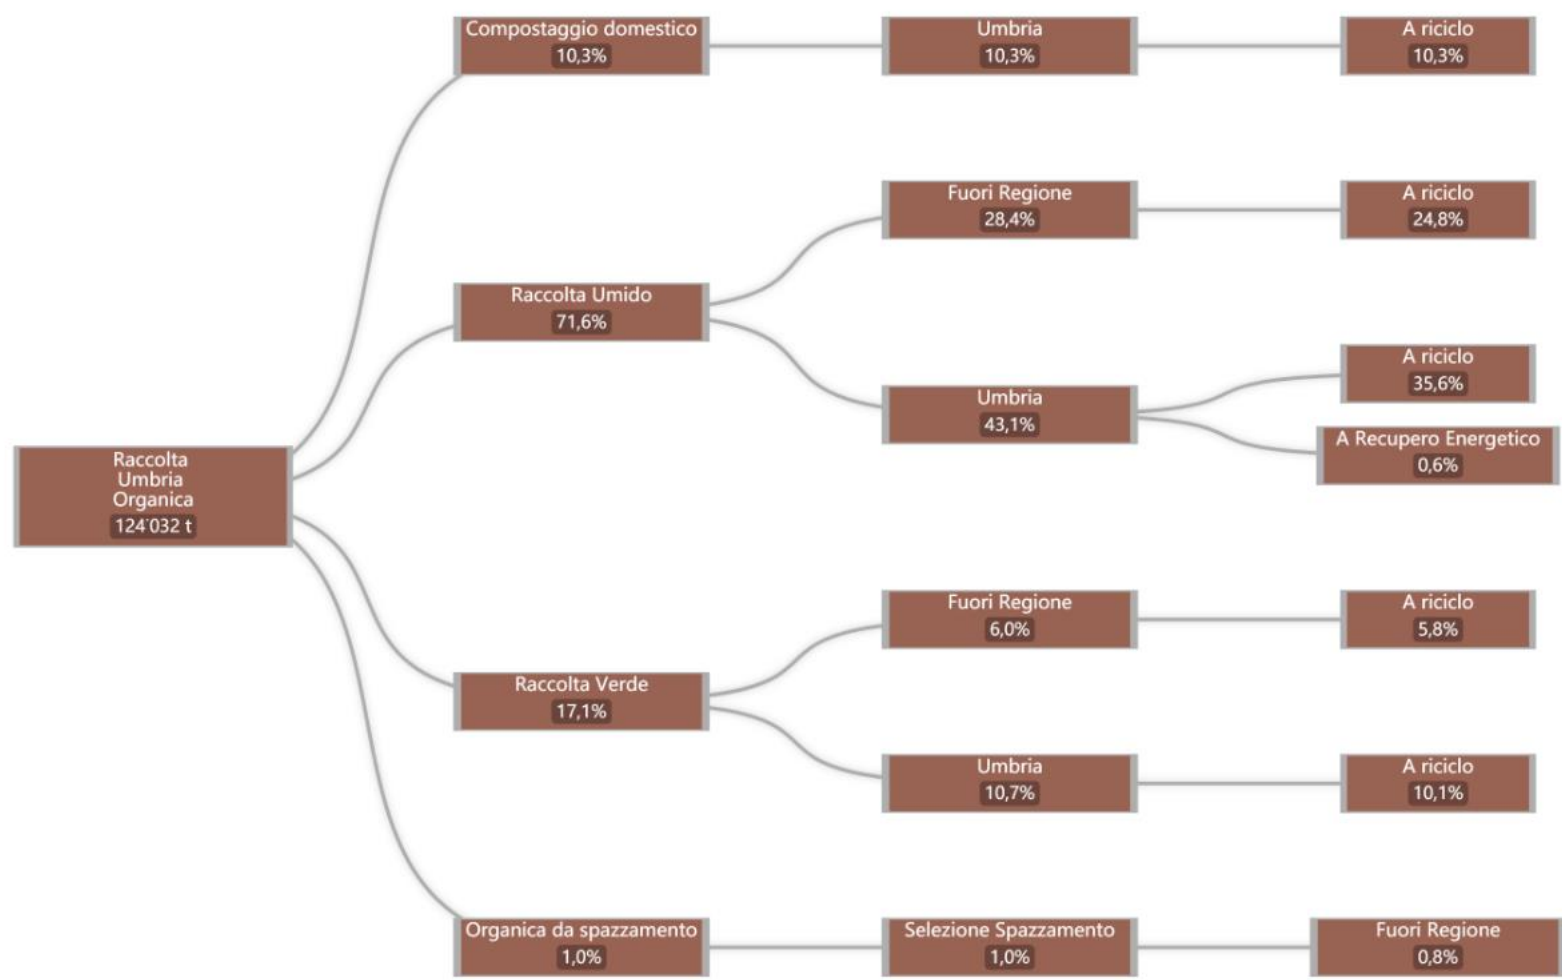 Raccolta
Umbria
Organica
124˙032 t
Compostaggio domestico
10,3%
Umbria
10,3%
A riciclo
10,3%
Raccolta Umido
71,6%
Fuori Regione
28,4%
A riciclo
24,8%
Umbria
43,1%
A riciclo
35,6%
A Recupero Energetico
0,6%
Raccolta Verde
17,1%
Fuori Regione
6,0%
A riciclo
5,8%
Umbria
10,7%
A riciclo
10,1%
Organica da spazzamento
1,0%
Selezione Spazzamento
1,0%
Fuori Regione
0,8%